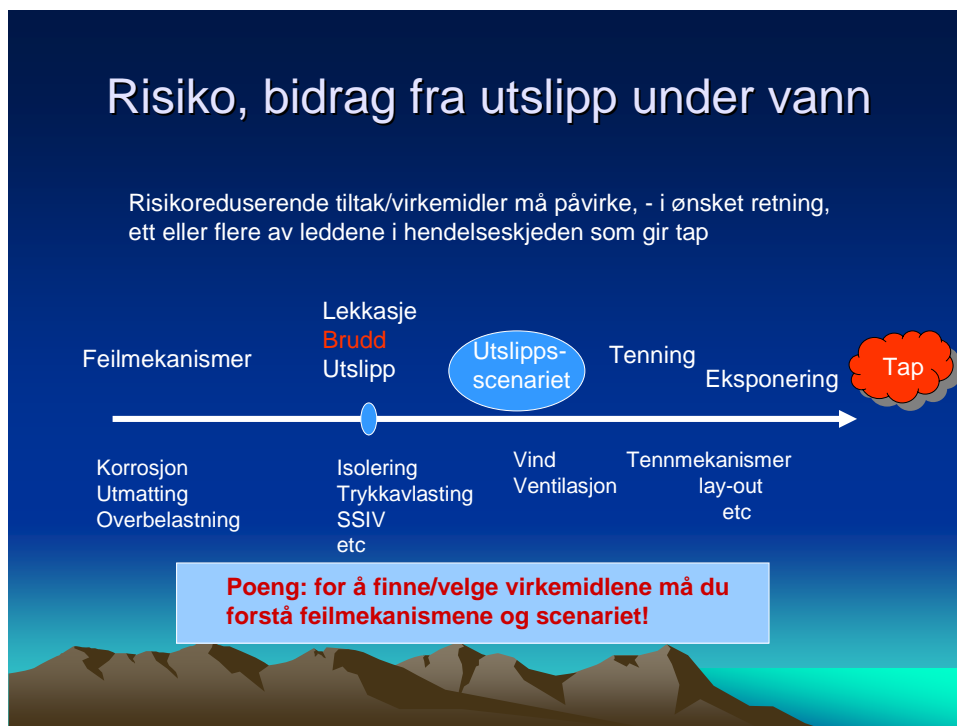 Risiko, bidrag fra utslipp under vann
Risikoreduserende tiltak/virkemidler må påvirke, - i ønsket retning,
ett eller flere av leddene i hendelseskjeden som gir tap
Feilmekanismer
Lekkasje
Brudd
Utslipp
Utslipps-
scenariet
Tenning
Eksponering
Tap
Korrosjon
Utmatting
Overbelastning
Isolering
Trykkavlasting
SSIV
etc
Vind
Ventilasjon
Tennmekanismer
lay-out
etc
Poeng: for å finne/velge virkemidlene må du
forstå feilmekanismene og scenariet!